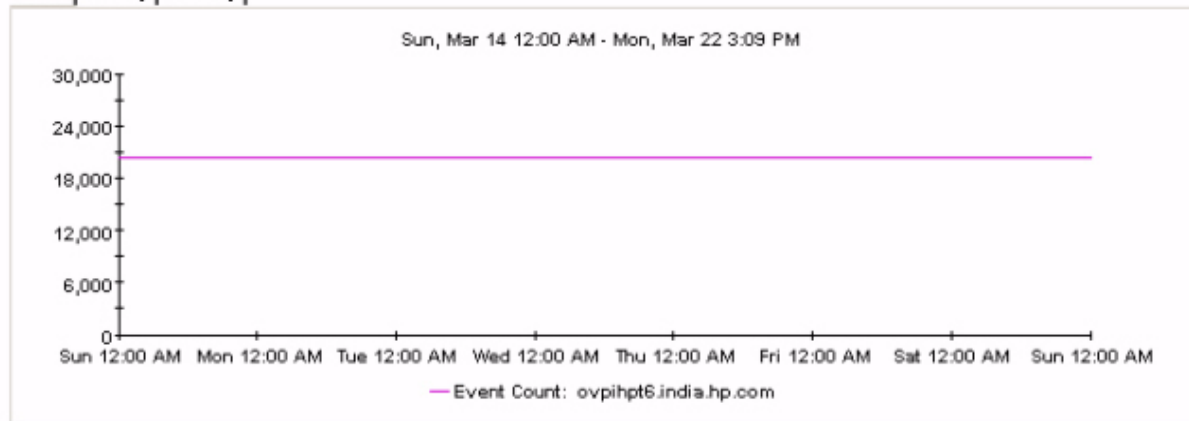 Sun, Mar 14 12:00 AM - Mon, Mar 22 3:09 PM
30,000
24,000
18,000
12,000
6,000
0
Sun 12:00 AM Mon 12:00 AM Tue 12:00 AM Wed 12:00 AM Thu 12:00 AM Fri 12:00 AM Sat 12:00 AM Sun 12:00 AM
Event Count: ovpihpt6.india.hp.com